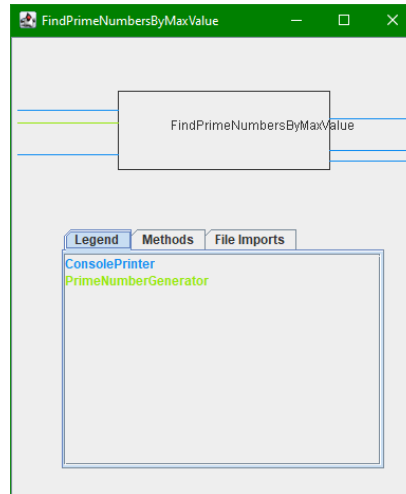 FindPrimeNumbersByMaxValue
FindPrimeNumbersByMaxValue
Legend Methods File Imports
ConsolePrinter
PrimeNumberGenerator